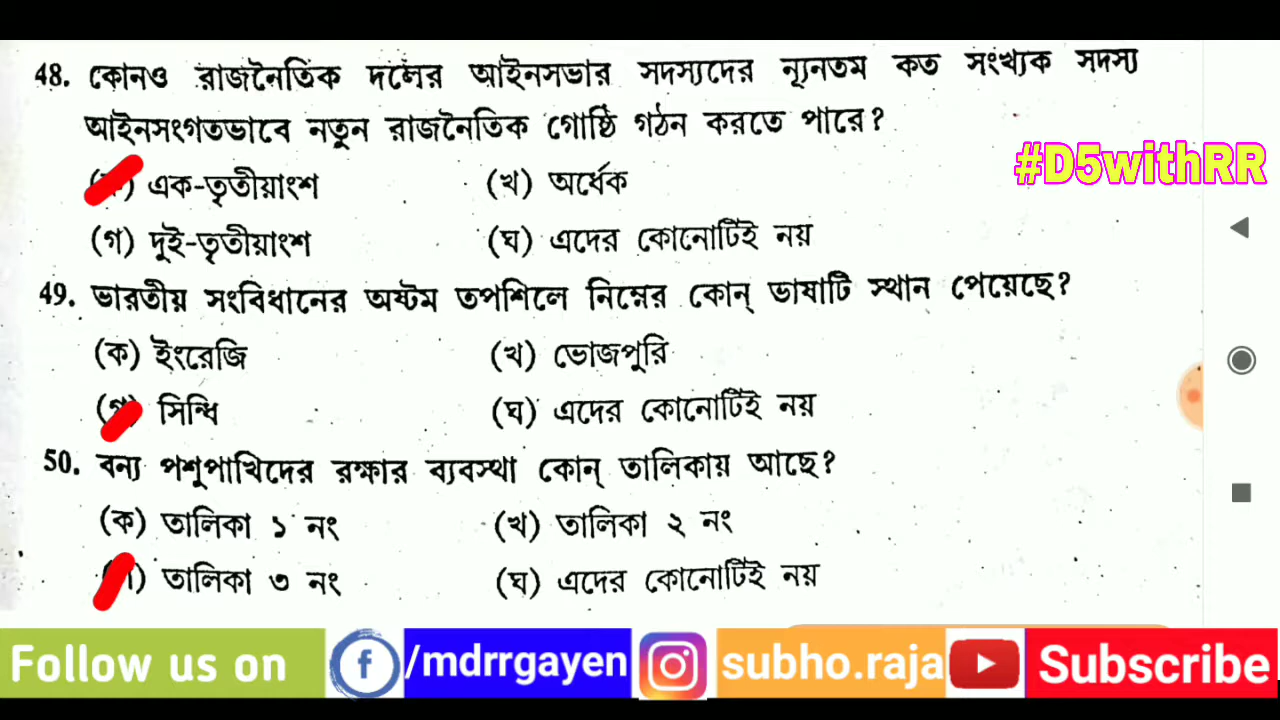 48. কোনও রাজনৈতিক দলের আইনসভার সদস্যদের ন্যূনতম কত সংখ্যক সদস্য
আইনসংগতভাবে নতুন রাজনৈতিক গোষ্ঠি গঠন করতে পারে?
#D5withRR
এক-তৃতীয়াংশ (খ) অর্ধেক
(গ) দুই-তৃতীয়াংশ (ঘ) এদের কোনোটিই নয়
49. ভারতীয় সংবিধানের অষ্টম তপশিলে নিম্নের কোন্ ভাষাটি স্থান পেয়েছে?
(ক) ইংরেজি (খ) ভোজপুরি
(গ) সিন্ধি (ঘ) এদের কোনোটিই নয়
50. বন্য পশুপাখিদের রক্ষার ব্যবস্থা কোন্ তালিকায় আছে?
(ক) তালিকা ১ নং (খ) তালিকা ২ নং
তালিকা ৩ নং (ঘ) এদের কোনোটিই নয়
Follow us on f /mdrrgayen subho.raja Subscribe